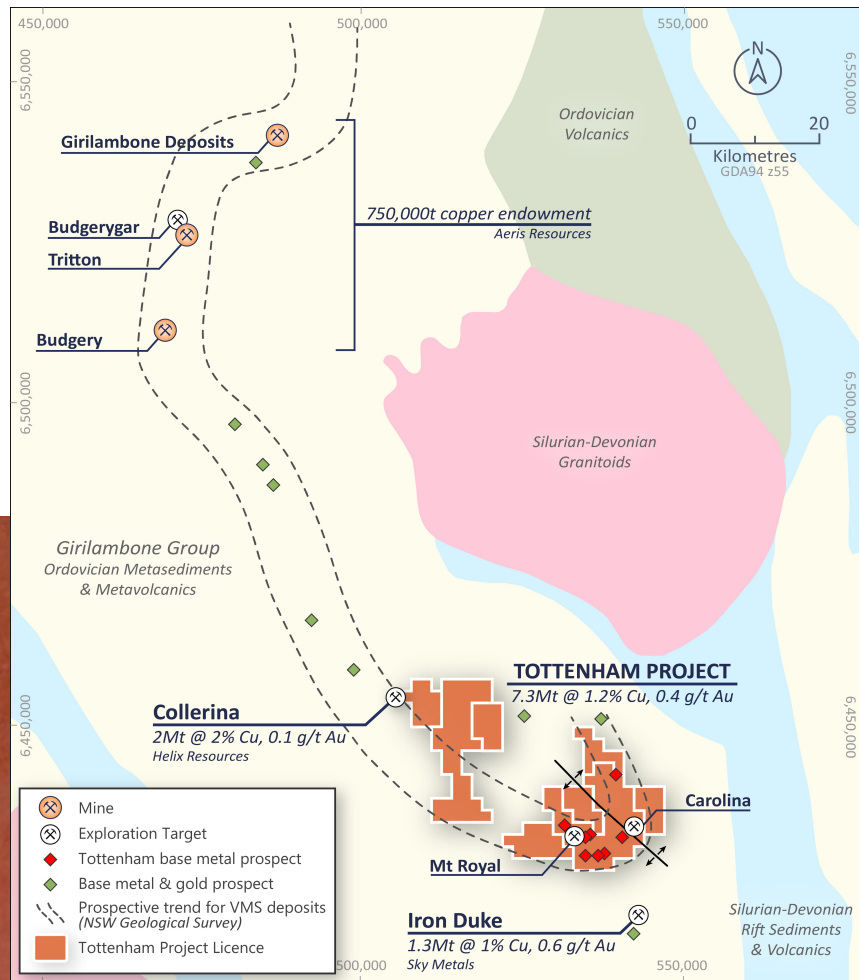 450,000
500,000
550,000
6,550,000
6,550,000
N
0
20
Kilometres
GDA94 z55
Ordovician
Volcanics
Girilambone Deposits
750,000t copper endowment
Aeris Resources
Budgerygar
Tritton
Budgery
6,500,000
6,500,000
Silurian-Devonian
Granitoids
Girilambone Group
Ordovician Metasediments
& Metavolcanics
TOTTENHAM PROJECT
7.3Mt @ 1.2% Cu, 0.4 g/t Au
Collerina
2Mt @ 2% Cu, 0.1 g/t Au
Helix Resources
6,450,000
6,450,000
Carolina
Mt Royal
Iron Duke
1.3Mt @ 1% Cu, 0.6 g/t Au
Sky Metals
Silurian-Devonian
Rift Sediments
& Volcanics
Mine
Exploration Target
Tottenham base metal prospect
Base metal & gold prospect
Prospective trend for VMS deposits
(NSW Geological Survey)
Tottenham Project Licence
500,000
550,000